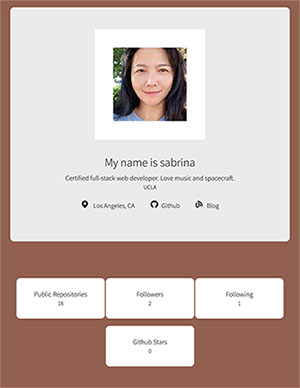 My name is sabrina
Certified full-stack web developer. Love music and spacecraft.
UCLA
Los Angeles, CA Github Blog
Public Repositories Followers Following
18 2 1
Github Stars
0